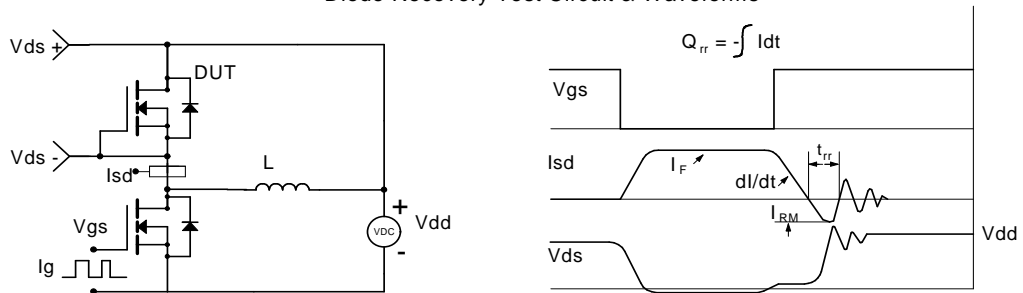 Diode Recovery Test Circuit & Waveforms
Vds +
DUT
Vds -
Isd
L
Vgs
Ig
VDC
+
-
Vdd
Q rr = -∫ Idt
Vgs
Isd
I F
dI/dt
t rr
I RM
Vds
Vdd